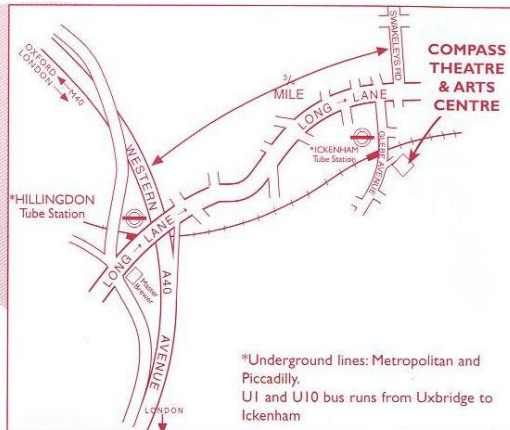 SWAKELEYS RD
COMPASS
THEATRE
& ARTS
CENTRE
OXFORD
LONDON
M40
¾
MILE
LONG → LANE
*ICKENHAM
Tube Station
GLEBE AVENUE
WESTERN
*HILLINGDON
Tube Station
LONG → LANE →
Master
Brewer
A40
AVENUE
LONDON
*Underground lines: Metropolitan and
Piccadilly.
U1 and U10 bus runs from Uxbridge to
Ickenham